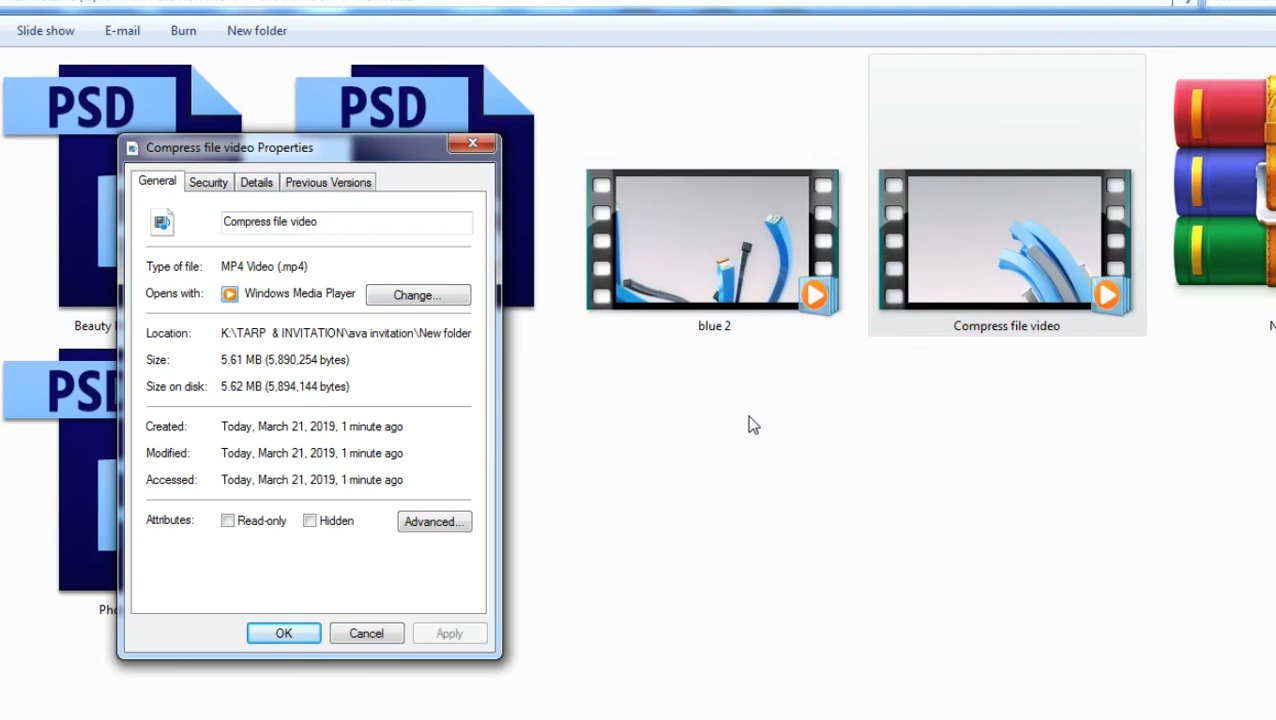 Slide show E-mail Burn New folder
PSD PSD
Compress file video Properties
General Security Details Previous Versions
Compress file video
Type of file: MP4 Video (.mp4)
Opens with: Windows Media Player Change...
Location: K:\TARP & INVITATION\ava invitation\New folder
Size: 5.61 MB (5,890,254 bytes)
Size on disk: 5.62 MB (5,894,144 bytes)
Created: Today, March 21, 2019, 1 minute ago
Modified: Today, March 21, 2019, 1 minute ago
Accessed: Today, March 21, 2019, 1 minute ago
Attributes: Read-only Hidden Advanced...
OK Cancel Apply
Beauty
blue 2
Compress file video
PSD